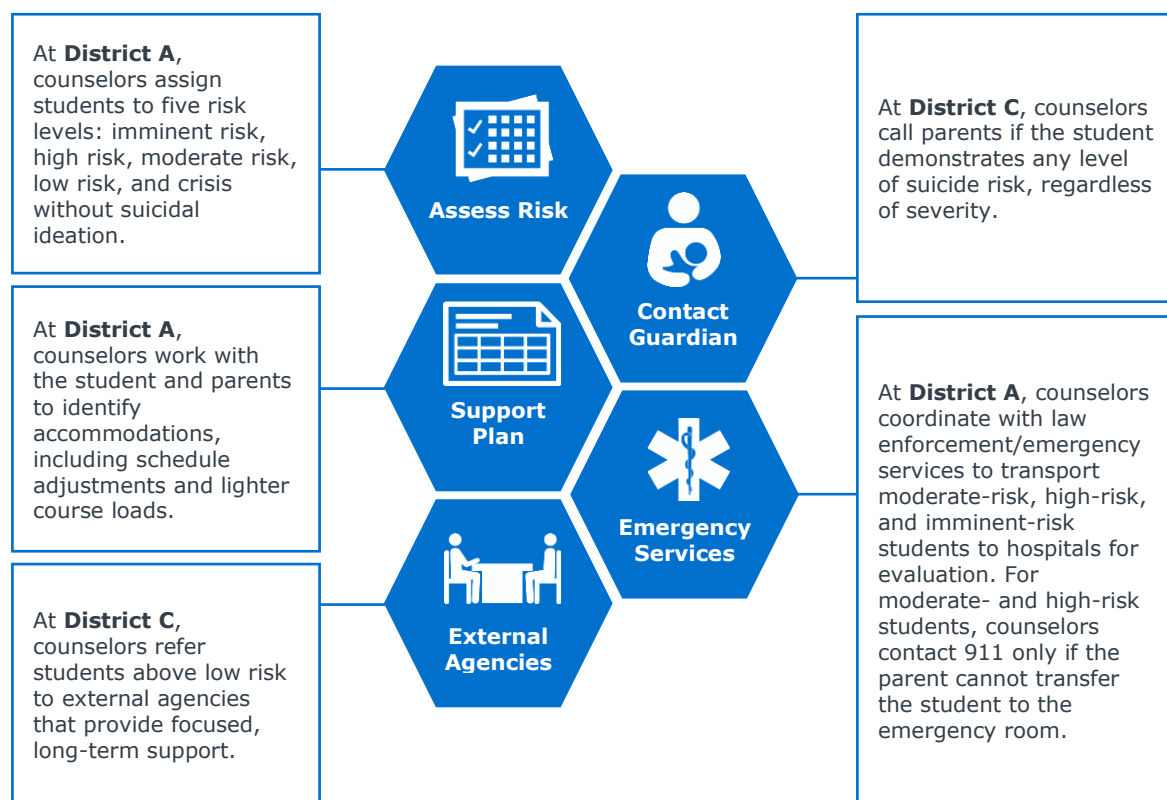 At District A,
counselors assign
students to five risk
levels: imminent risk,
high risk, moderate risk,
low risk, and crisis
without suicidal
ideation.
Assess Risk
At District C, counselors
call parents if the student
demonstrates any level
of suicide risk, regardless
of severity.
Contact
Guardian
At District A,
counselors work with
the student and parents
to identify
accommodations,
including schedule
adjustments and lighter
course loads.
Support
Plan
At District A, counselors
coordinate with law
enforcement/emergency
services to transport
moderate-risk, high-risk,
and imminent-risk
students to hospitals for
evaluation. For
moderate- and high-risk
students, counselors
contact 911 only if the
parent cannot transfer
the student to the
emergency room.
Emergency
Services
At District C,
counselors refer
students above low risk
to external agencies
that provide focused,
long-term support.
External
Agencies